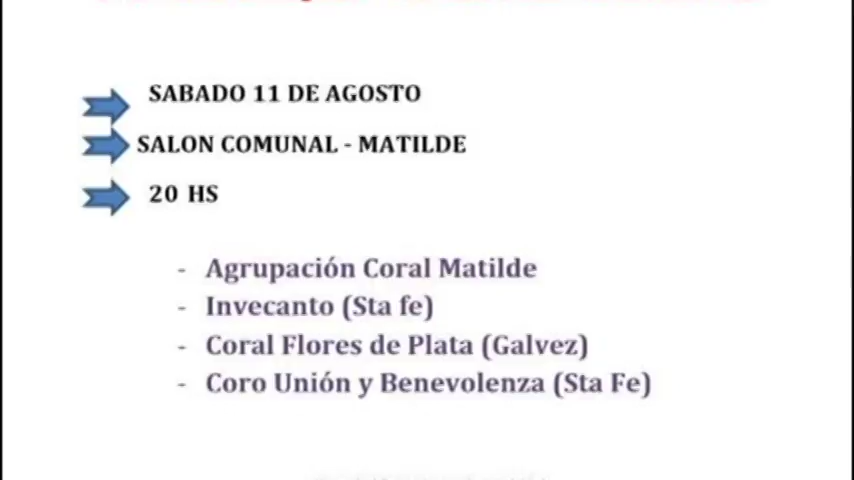 SABADO 11 DE AGOSTO
SALON COMUNAL - MATILDE
20 HS
- Agrupación Coral Matilde
- Invecanto (Sta fe)
- Coral Flores de Plata (Galvez)
- Coro Unión y Benevolenza (Sta Fe)